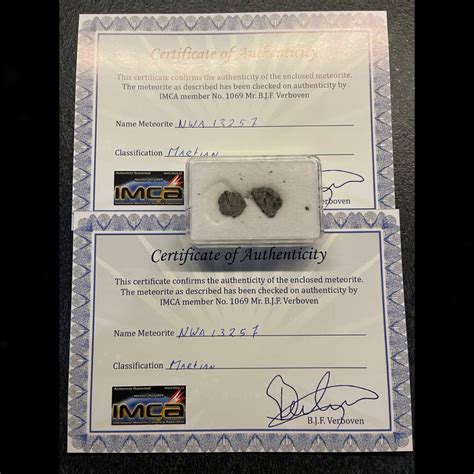 Certificate of Authenticity
This certificate confirms the authenticity of the enclosed meteorite.
The meteorite as described has been checked on authenticity by
IMCA member No. 1069 Mr. B.J.F. Verboven
Name Meteorite NWA 13257
Classification Martian
IMCA
Verboven
Certificate of Authenticity
This certificate confirms the authenticity of the enclosed meteorite.
The meteorite as described has been checked on authenticity by
IMCA member No. 1069 Mr. B.J.F. Verboven
Name Meteorite NWA 13257
Classification Martian
IMCA
B.J.F. Verboven